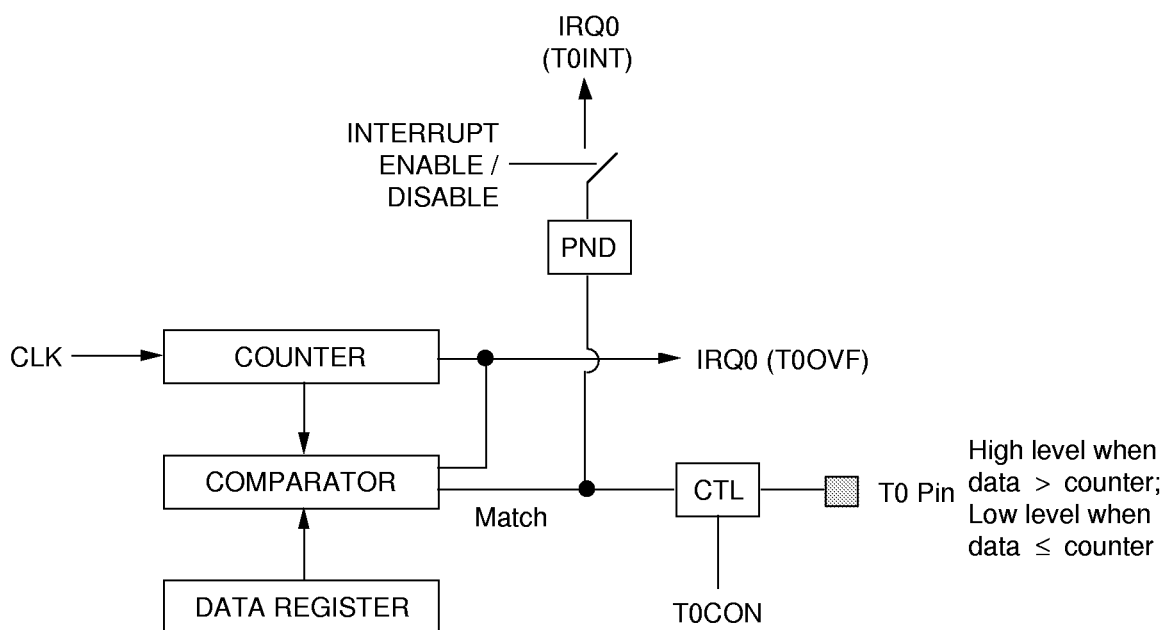 IRQ0
(T0INT)
INTERRUPT
ENABLE /
DISABLE
PND
CLK
COUNTER
IRQ0 (T0OVF)
COMPARATOR
Match
CTL
T0 Pin
High level when
data > counter;
Low level when
data ≤ counter
DATA REGISTER
T0CON